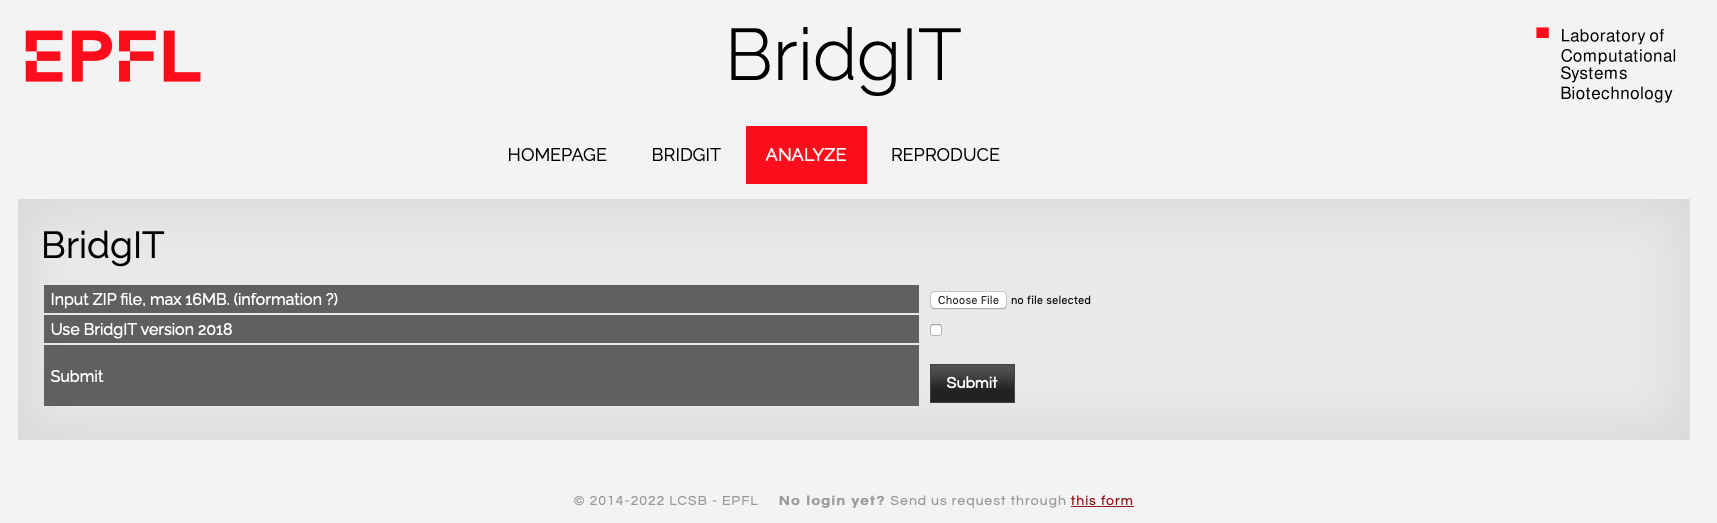 EPFL
BridgIT
Laboratory of
Computational
Systems
Biotechnology
HOMEPAGE BRIDGIT ANALYZE REPRODUCE
BridgIT
Input ZIP file, max 16MB. (information ?) Choose File no file selected
Use BridgIT version 2018
Submit Submit
© 2014-2022 LCSB - EPFL No login yet? Send us request through this form